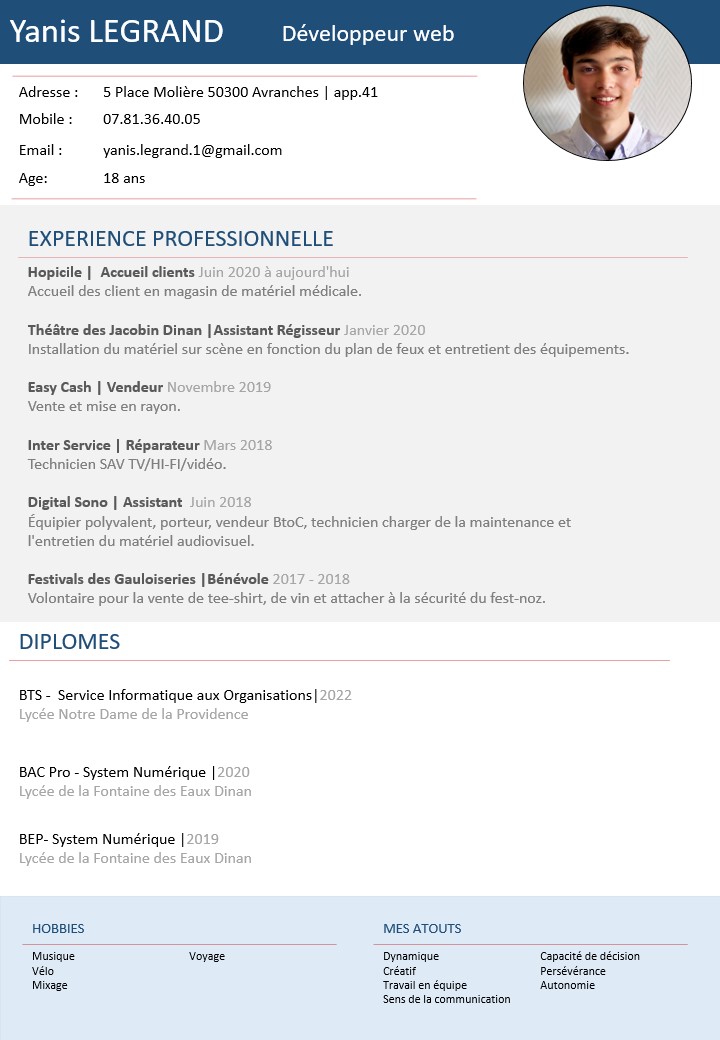 Yanis LEGRAND
Développeur web
Adresse : 5 Place Molière 50300 Avranches | app.41
Mobile : 07.81.36.40.05
Email : yanis.legrand.1@gmail.com
Age: 18 ans
EXPERIENCE PROFESSIONNELLE
Hopicile | Accueil clients Juin 2020 à aujourd'hui
Accueil des client en magasin de matériel médicale.
Théâtre des Jacobin Dinan |Assistant Régisseur Janvier 2020
Installation du matériel sur scène en fonction du plan de feux et entretient des équipements.
Easy Cash | Vendeur Novembre 2019
Vente et mise en rayon.
Inter Service | Réparateur Mars 2018
Technicien SAV TV/HI-FI/vidéo.
Digital Sono | Assistant Juin 2018
Équipier polyvalent, porteur, vendeur BtoC, technicien charger de la maintenance et
l'entretien du matériel audiovisuel.
Festivals des Gauloiseries |Bénévole 2017 - 2018
Volontaire pour la vente de tee-shirt, de vin et attacher à la sécurité du fest-noz.
DIPLOMES
BTS - Service Informatique aux Organisations|2022
Lycée Notre Dame de la Providence
BAC Pro - System Numérique |2020
Lycée de la Fontaine des Eaux Dinan
BEP- System Numérique |2019
Lycée de la Fontaine des Eaux Dinan
HOBBIES
Musique
Vélo
Mixage
Voyage
MES ATOUTS
Dynamique
Créatif
Travail en équipe
Sens de la communication
Capacité de décision
Persévérance
Autonomie